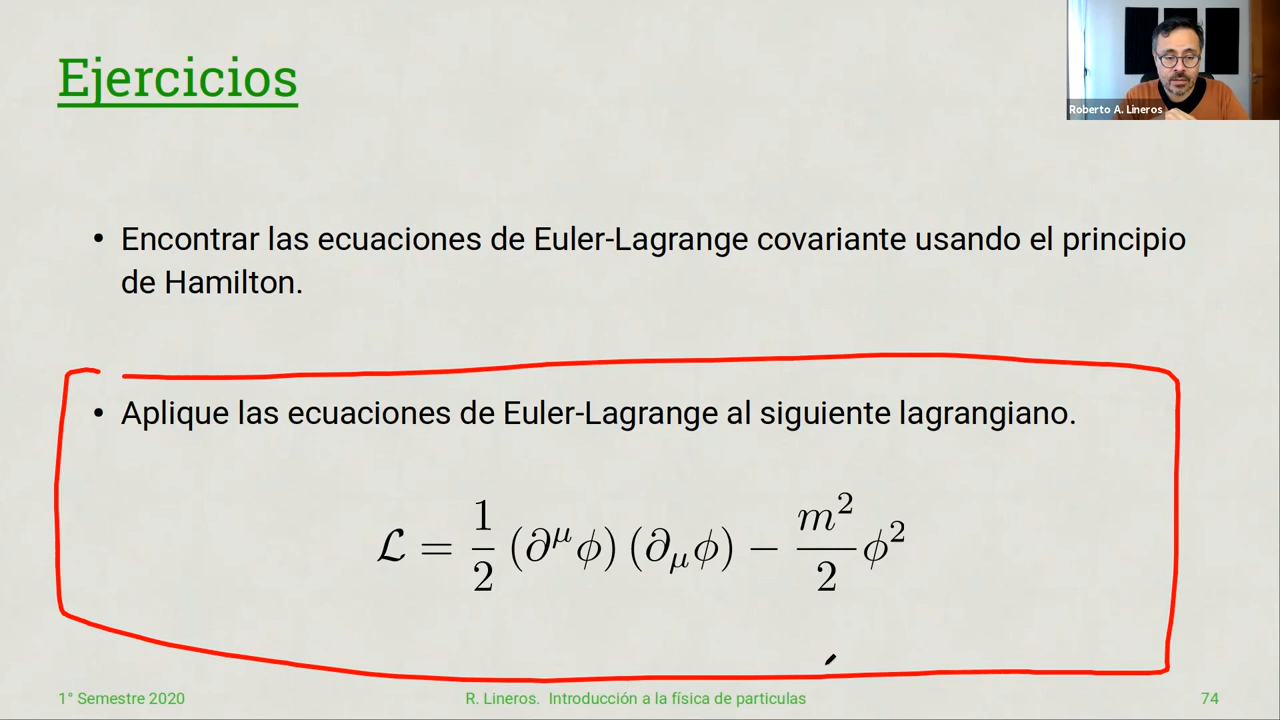 Ejercicios
Roberto A. Lineros
• Encontrar las ecuaciones de Euler-Lagrange covariante usando el principio
de Hamilton.
• Aplique las ecuaciones de Euler-Lagrange al siguiente lagrangiano.
ℒ = 1/2 (∂^μ ϕ) (∂_μ ϕ) − m²/2 ϕ²
1° Semestre 2020
R. Lineros. Introducción a la física de particulas
74